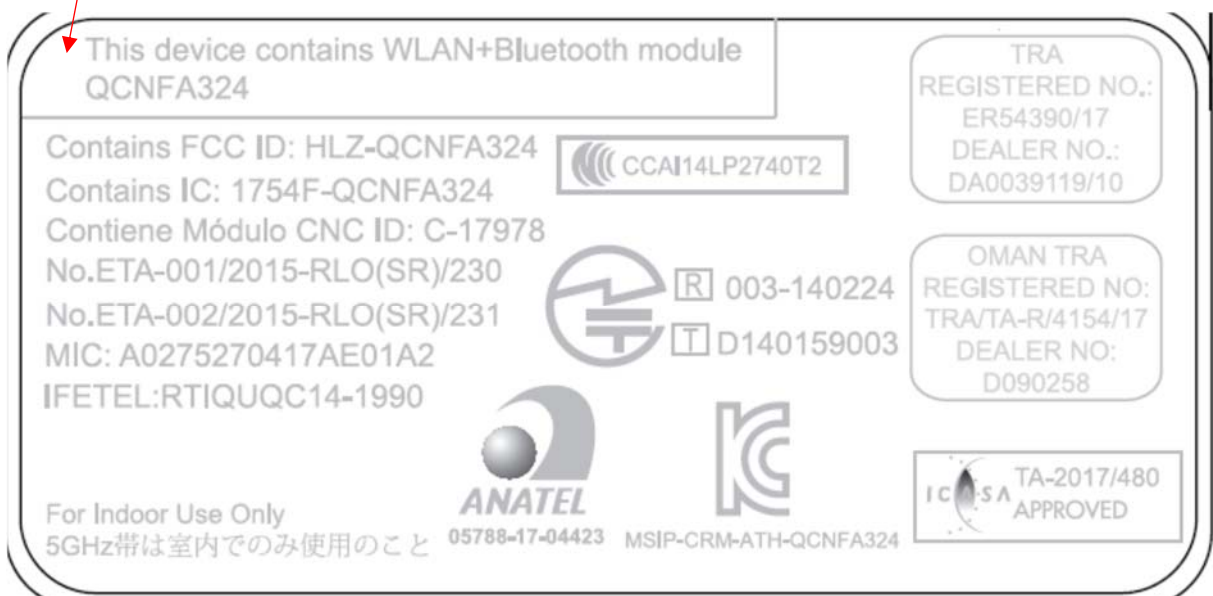 This device contains WLAN+Bluetooth module
QCNFA324
Contains FCC ID: HLZ-QCNFA324
Contains IC: 1754F-QCNFA324
Contiene Módulo CNC ID: C-17978
No.ETA-001/2015-RLO(SR)/230
No.ETA-002/2015-RLO(SR)/231
MIC: A0275270417AE01A2
IFETEL:RTIQUQC14-1990
For Indoor Use Only
5GHz帯は室内でのみ使用のこと
CCAI14LP2740T2
R 003-140224
T D140159003
ANATEL
05788-17-04423
MSIP-CRM-ATH-QCNFA324
TRA
REGISTERED NO.:
ER54390/17
DEALER NO.:
DA0039119/10
OMAN TRA
REGISTERED NO:
TRA/TA-R/4154/17
DEALER NO:
D090258
ICASA
TA-2017/480
APPROVED